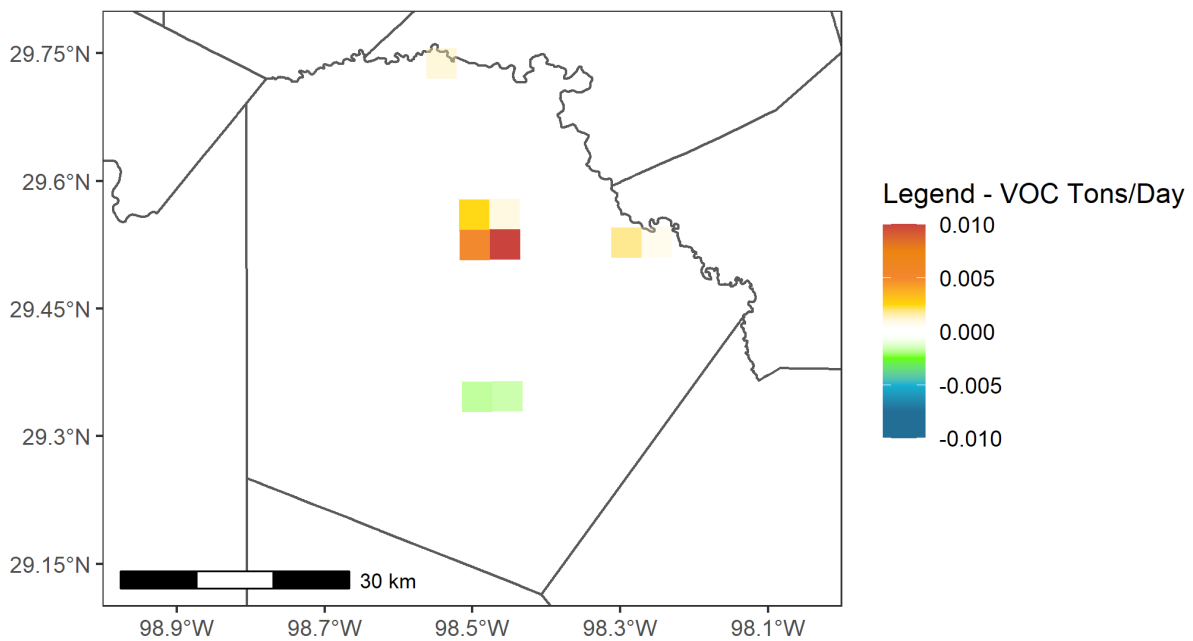 29.75°N
29.6°N
29.45°N
29.3°N
29.15°N
30 km
98.9°W
98.7°W
98.5°W
98.3°W
98.1°W
Legend - VOC Tons/Day
0.010
0.005
0.000
-0.005
-0.010